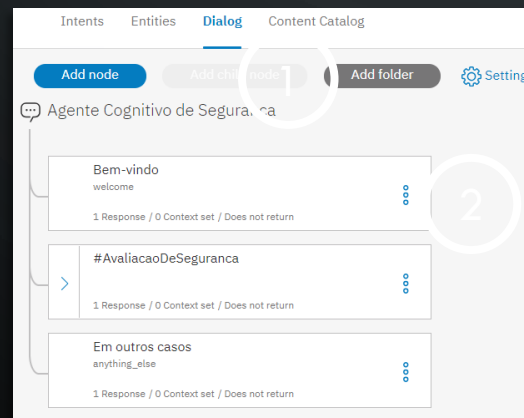 Intents Entities Dialog Content Catalog
Add node Add child node Add folder Setting
1
Agente Cognitivo de Seguranca
Bem-vindo
welcome
1 Response / 0 Context set / Does not return
2
#AvaliacaoDeSeguranca
1 Response / 0 Context set / Does not return
Em outros casos
anything_else
1 Response / 0 Context set / Does not return